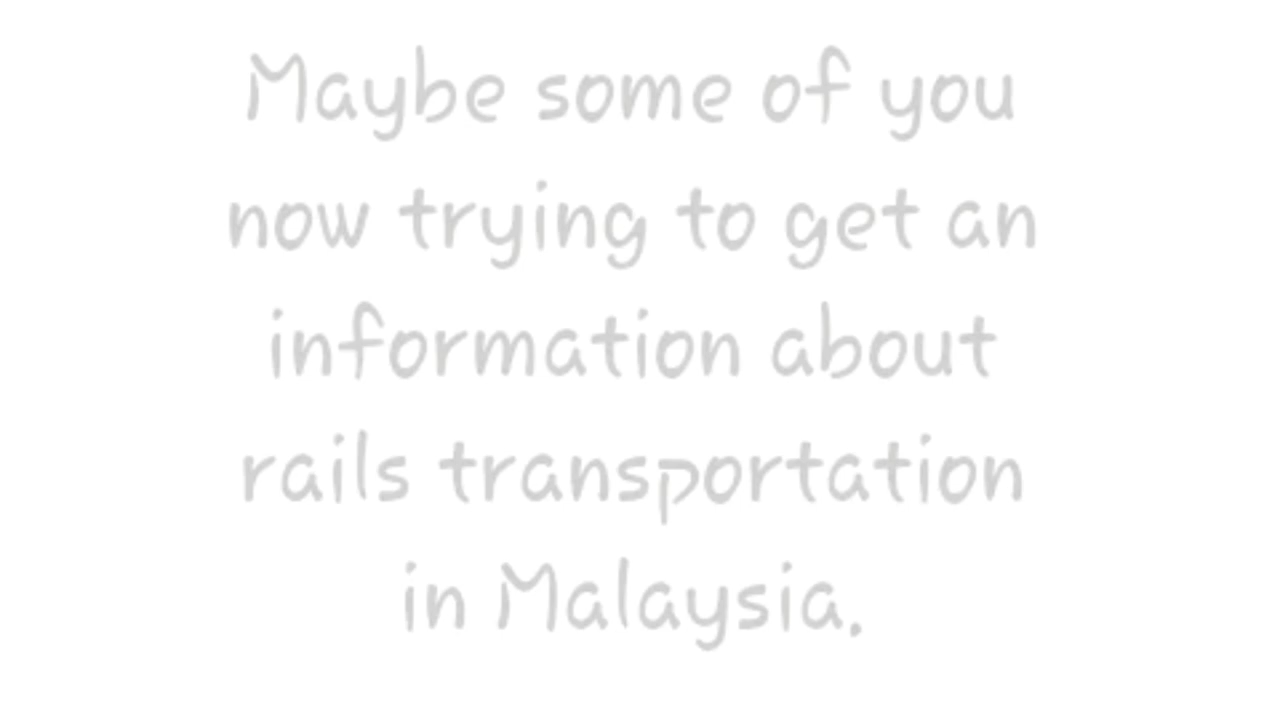 Maybe some of you
now trying to get an
information about
rails transportation
in Malaysia.